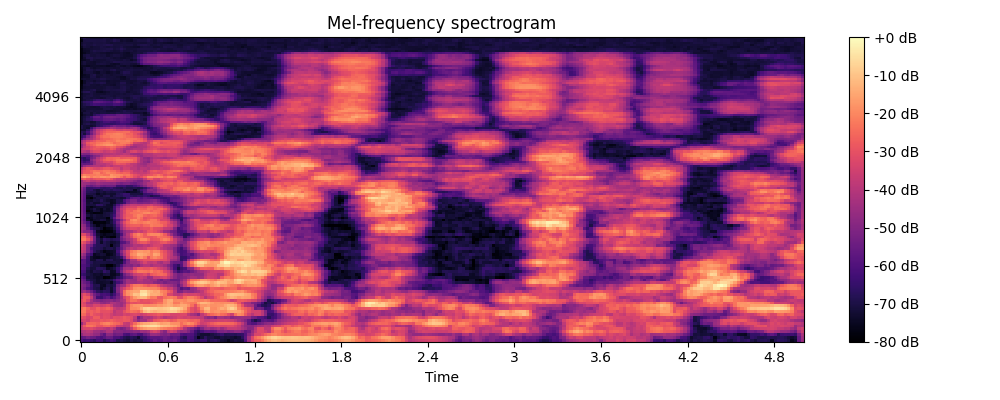 Mel-frequency spectrogram
Hz
4096
2048
1024
512
0
0 0.6 1.2 1.8 2.4 3 3.6 4.2 4.8
Time
+0 dB
-10 dB
-20 dB
-30 dB
-40 dB
-50 dB
-60 dB
-70 dB
-80 dB